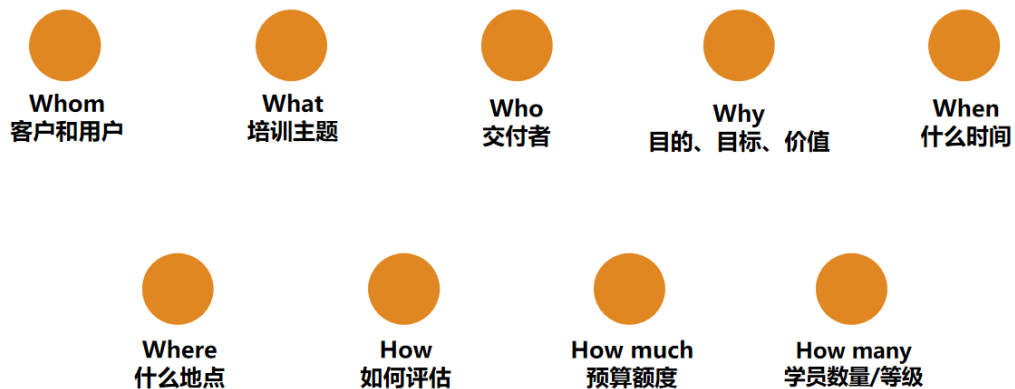 Whom
客户和用户
What
培训主题
Who
交付者
Why
目的、目标、价值
When
什么时间
Where
什么地点
How
如何评估
How much
预算额度
How many
学员数量/等级